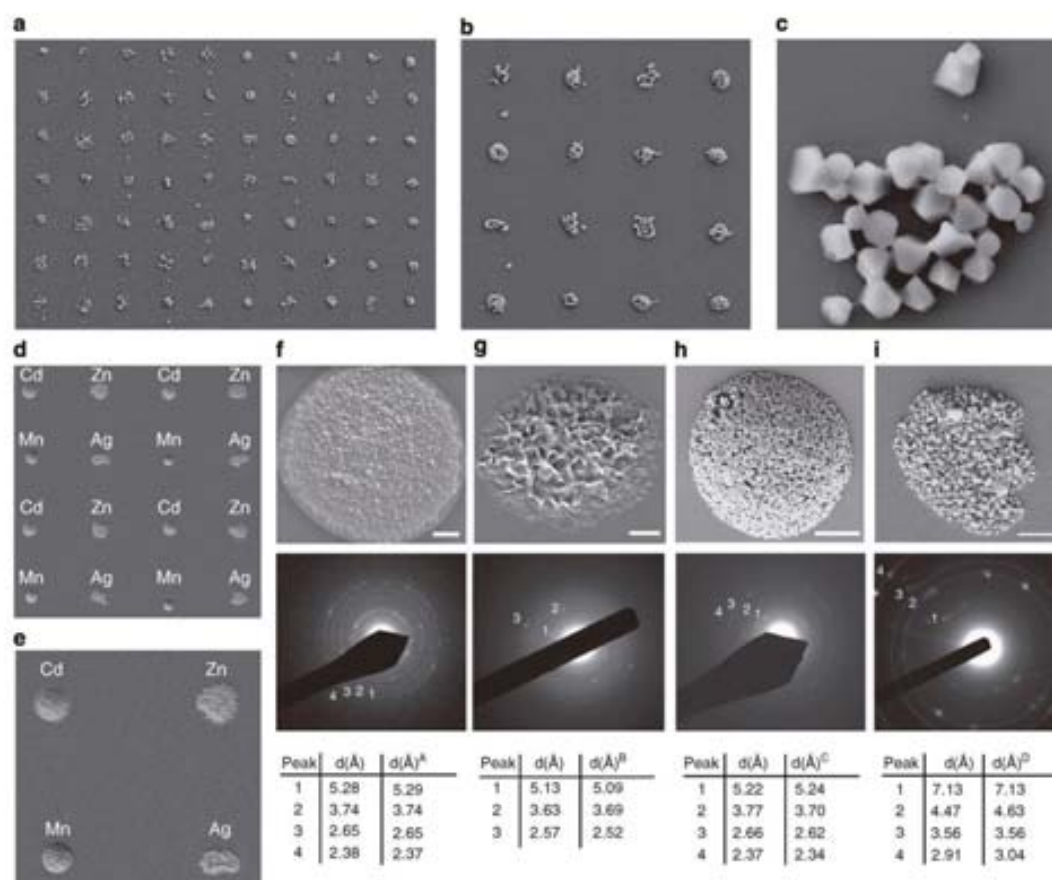 a
b
c
d
Cd Zn Cd Zn
Mn Ag Mn Ag
Cd Zn Cd Zn
Mn Ag Mn Ag
e
Cd Zn
Mn Ag
f
g
h
i
4 3 2 1
3 2 1
4 3 2 1
4 3 2 1
Peak d(Å) d(Å)A
1 5.28 5.29
2 3.74 3.74
3 2.65 2.65
4 2.38 2.37
Peak d(Å) d(Å)B
1 5.13 5.09
2 3.63 3.69
3 2.57 2.52
Peak d(Å) d(Å)C
1 5.22 5.24
2 3.77 3.70
3 2.66 2.62
4 2.37 2.34
Peak d(Å) d(Å)D
1 7.13 7.13
2 4.47 4.63
3 3.56 3.56
4 2.91 3.04